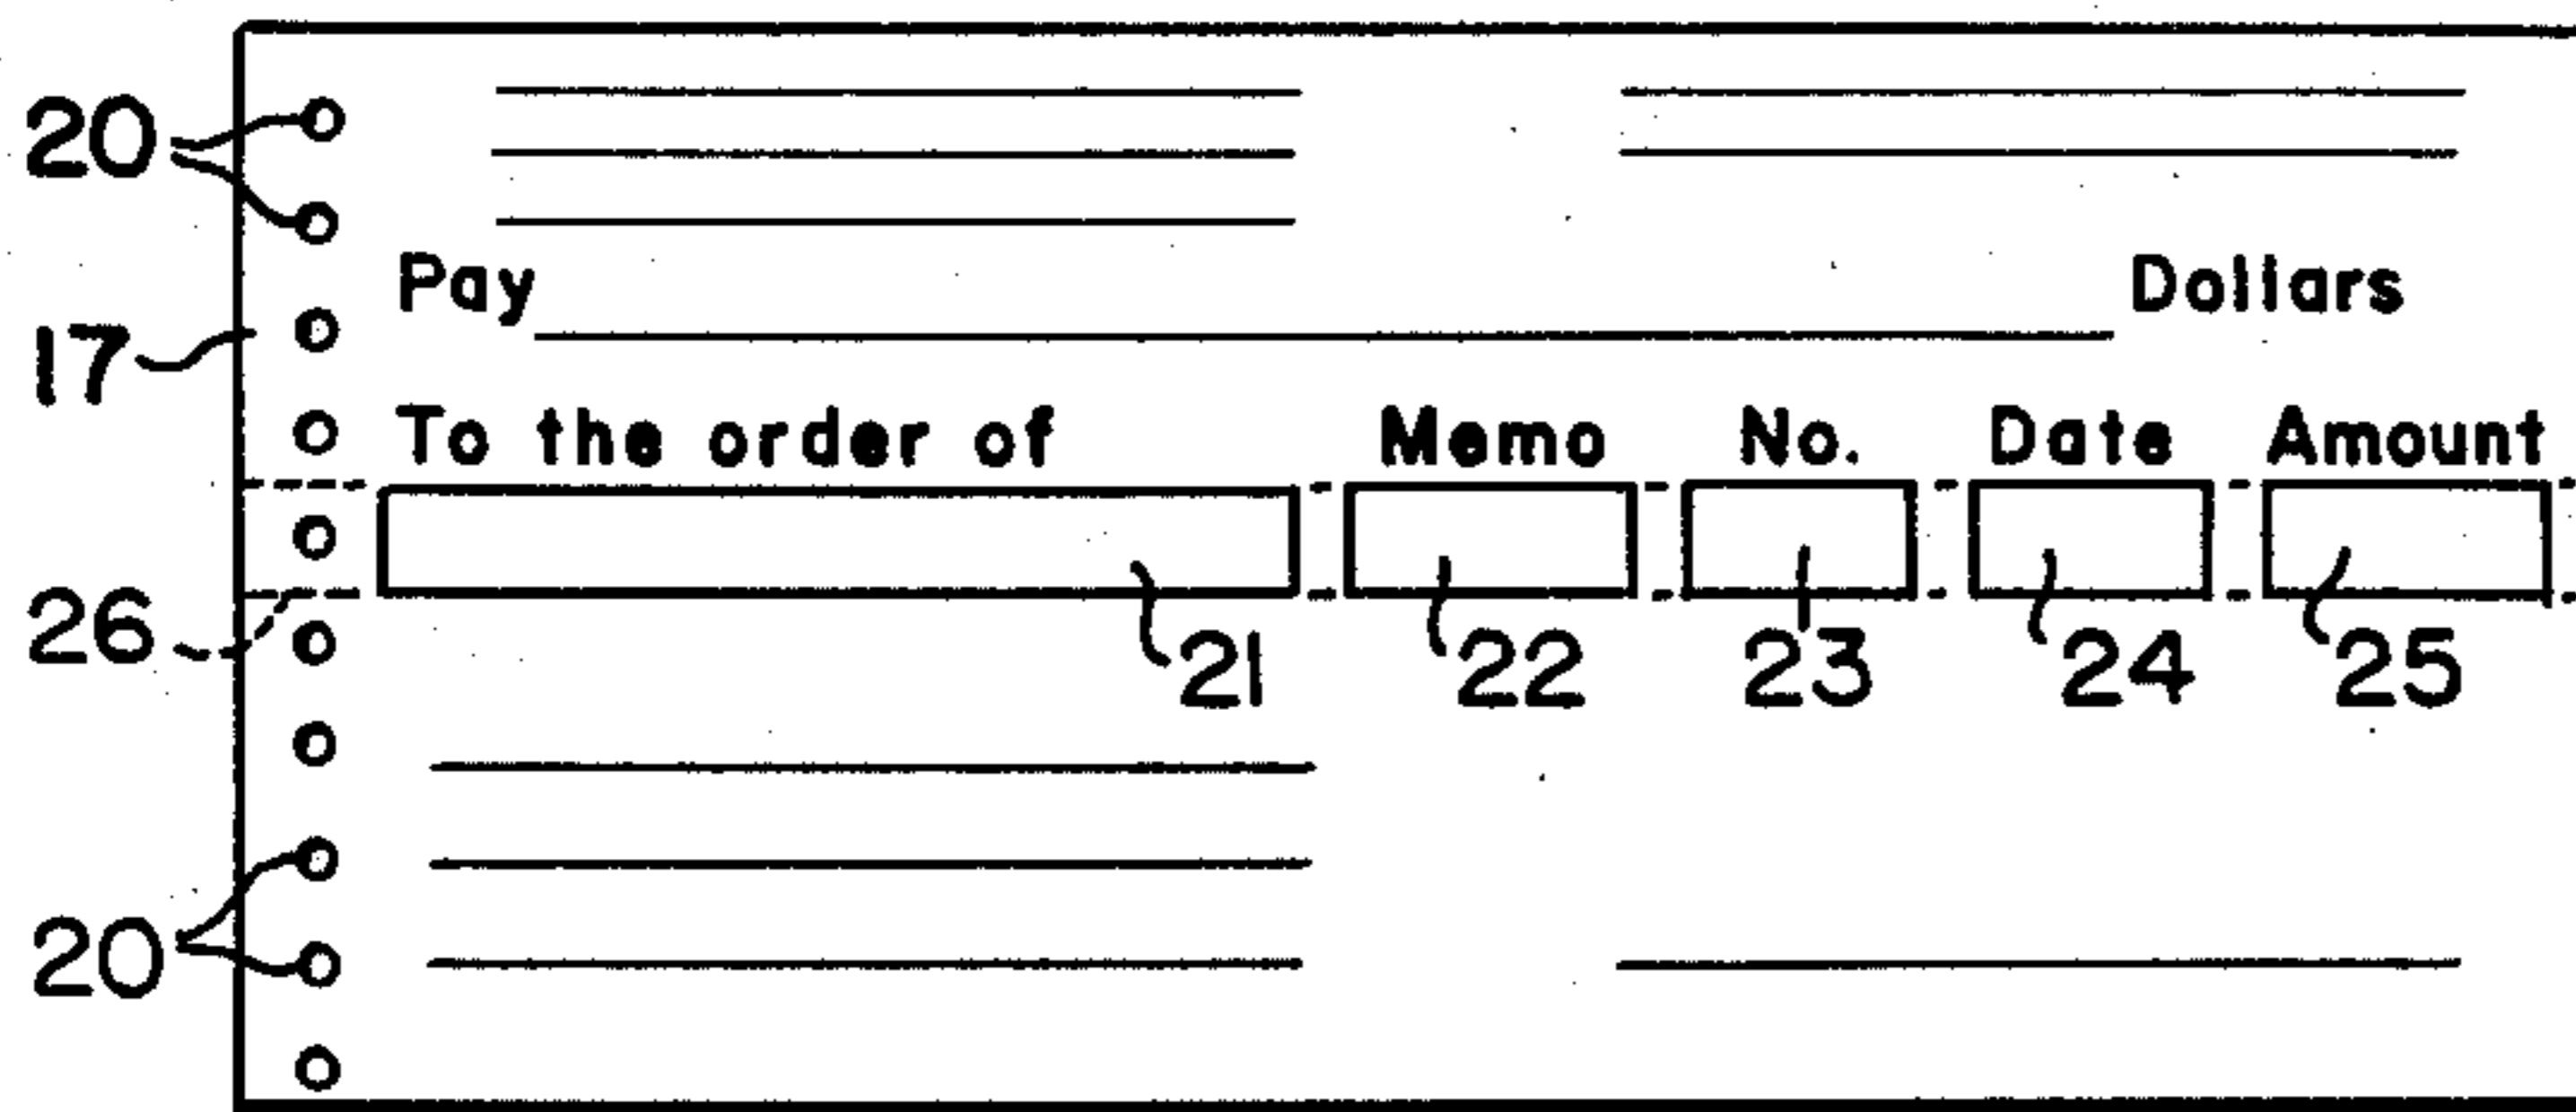 20
Pay Dollars
17
To the order of Memo No. Date Amount
26 21 22 23 24 25
20